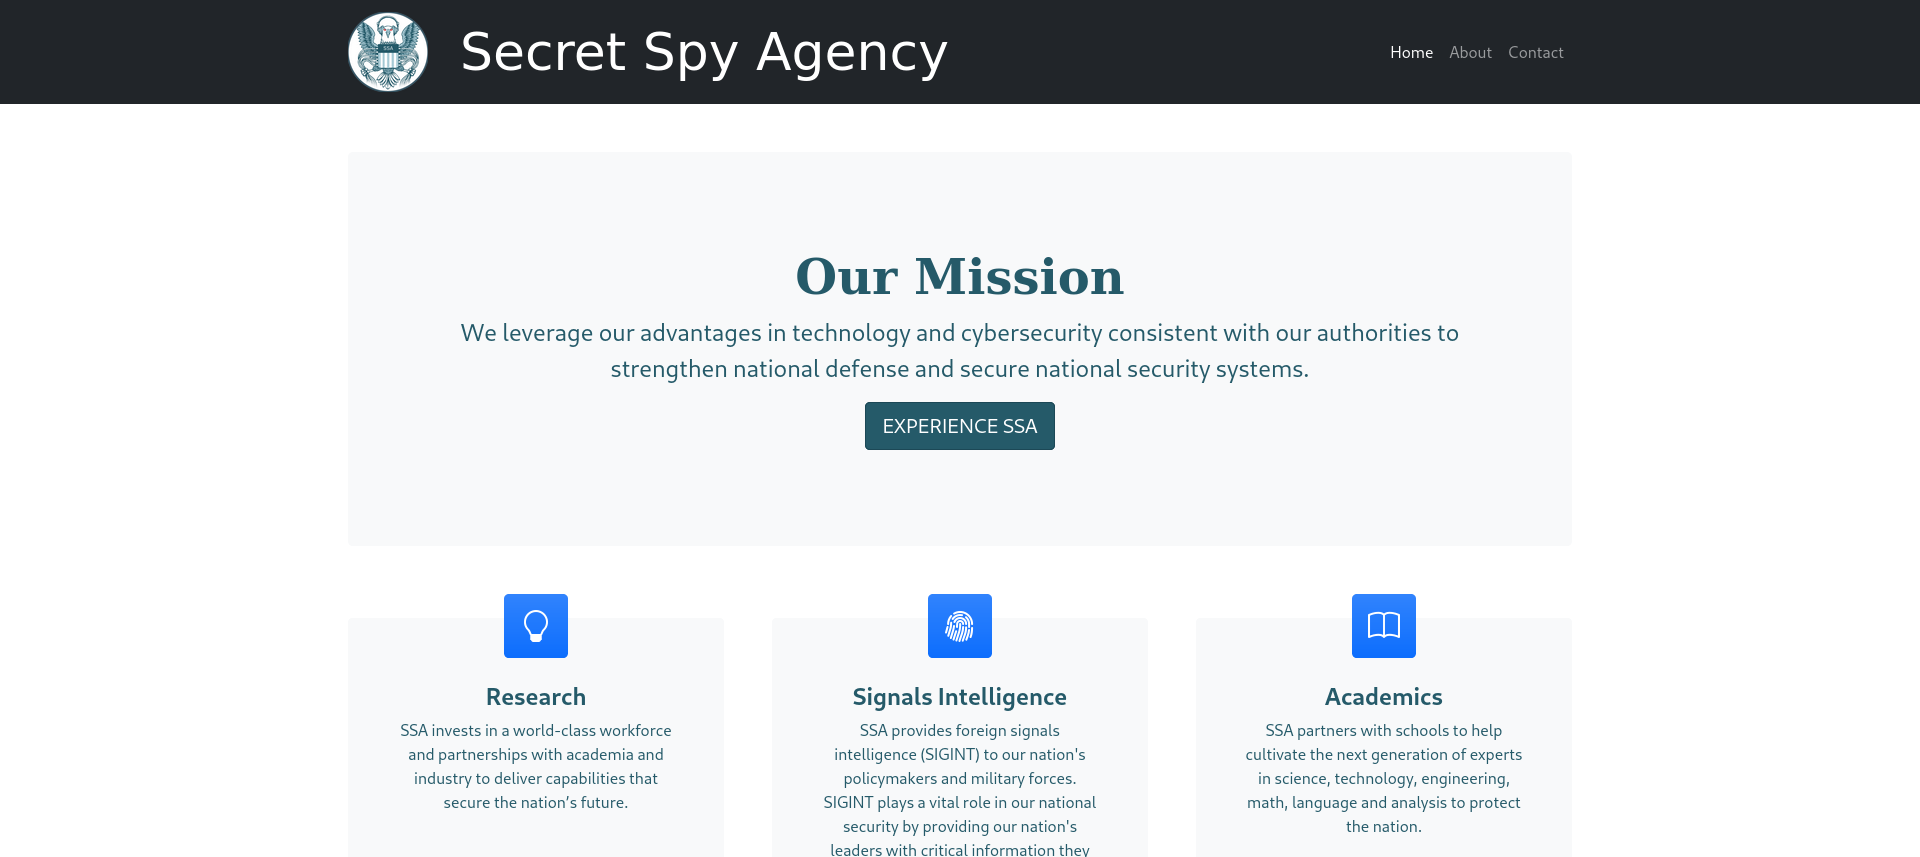 SSA
Secret Spy Agency
Home
About
Contact
Our Mission
We leverage our advantages in technology and cybersecurity consistent with our authorities to
strengthen national defense and secure national security systems.
EXPERIENCE SSA
Research
SSA invests in a world-class workforce
and partnerships with academia and
industry to deliver capabilities that
secure the nation’s future.
Signals Intelligence
SSA provides foreign signals
intelligence (SIGINT) to our nation's
policymakers and military forces.
SIGINT plays a vital role in our national
security by providing our nation's
leaders with critical information they
Academics
SSA partners with schools to help
cultivate the next generation of experts
in science, technology, engineering,
math, language and analysis to protect
the nation.